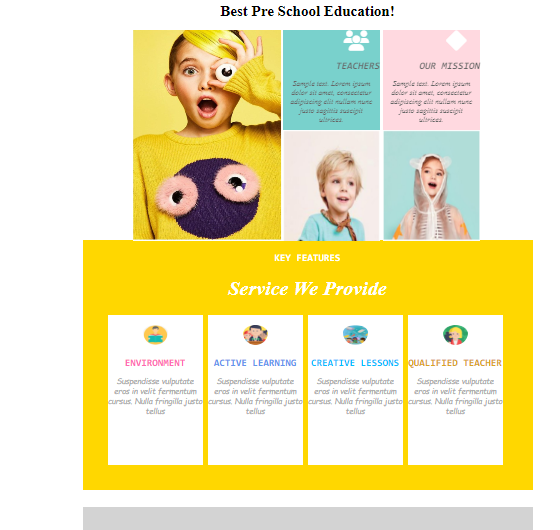 Best Pre School Education!
TEACHERS
Sample text. Lorem ipsum
dolor sit amet, consectetur
adipiscing elit nullam nunc
justo sagittis suscipit
ultrices.
OUR MISSION
Sample text. Lorem ipsum
dolor sit amet, consectetur
adipiscing elit nullam nunc
justo sagittis suscipit
ultrices.
KEY FEATURES
Service We Provide
ENVIRONMENT
Suspendisse vulputate
eros in velit fermentum
cursus. Nulla fringilla justo
tellus
ACTIVE LEARNING
Suspendisse vulputate
eros in velit fermentum
cursus. Nulla fringilla justo
tellus
CREATIVE LESSONS
Suspendisse vulputate
eros in velit fermentum
cursus. Nulla fringilla justo
tellus
QUALIFIED TEACHER
Suspendisse vulputate
eros in velit fermentum
cursus. Nulla fringilla justo
tellus